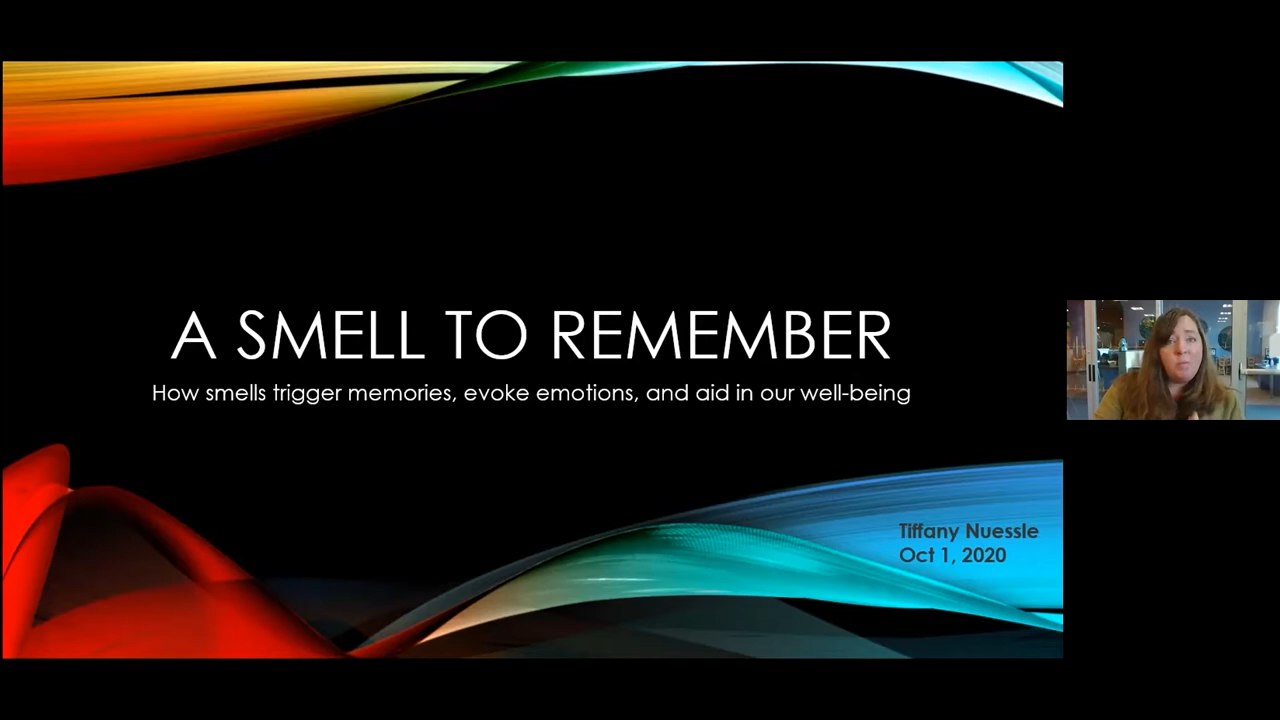 A SMELL TO REMEMBER
How smells trigger memories, evoke emotions, and aid in our well-being
Tiffany Nuessle
Oct 1, 2020